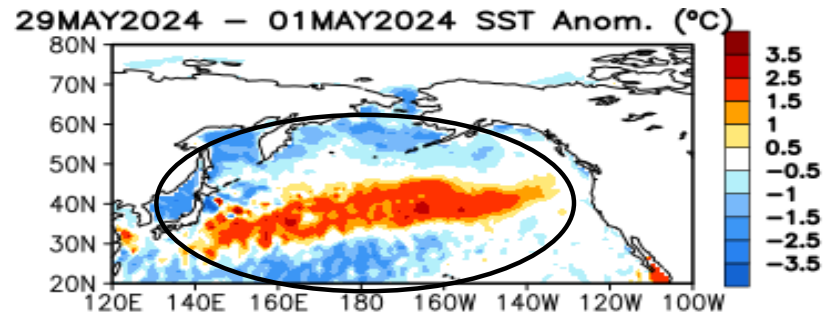 29MAY2024 – 01MAY2024 SST Anom. (°C)
80N
70N
60N
50N
40N
30N
20N
120E 140E 160E 180 160W 140W 120W 100W
3.5
2.5
1.5
1
0.5
−0.5
−1
−1.5
−2.5
−3.5